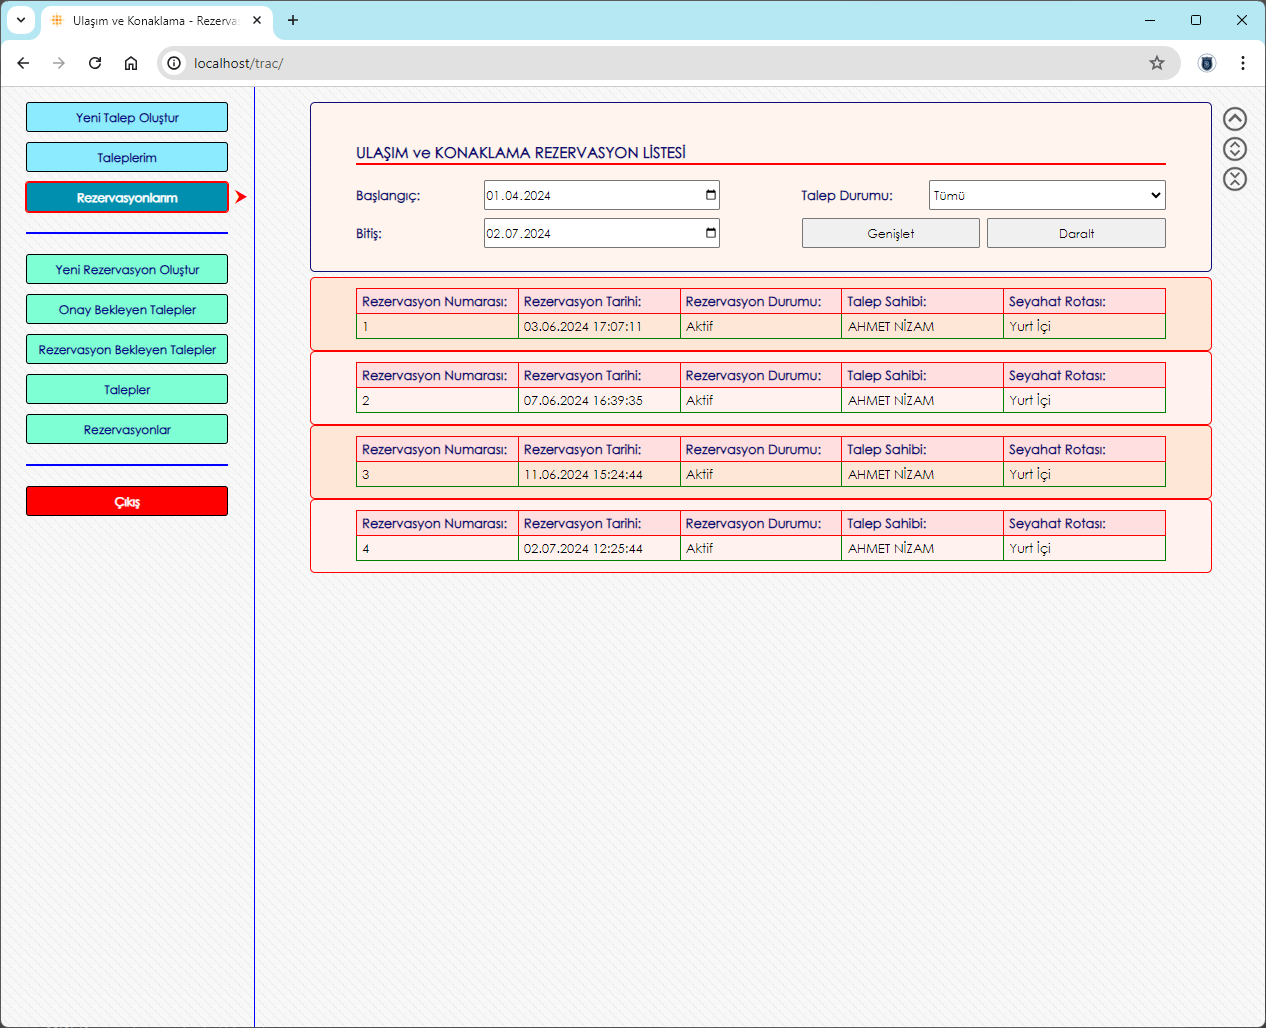 Ulaşım ve Konaklama - Rezerva
localhost/trac/
Yeni Talep Oluştur
Taleplerim
Rezervasyonlarım
Yeni Rezervasyon Oluştur
Onay Bekleyen Talepler
Rezervasyon Bekleyen Talepler
Talepler
Rezervasyonlar
Çıkış
ULAŞIM ve KONAKLAMA REZERVASYON LİSTESİ
Başlangıç: 01.04.2024 Talep Durumu: Tümü
Bitiş: 02.07.2024 Genişlet Daralt
Rezervasyon Numarası: Rezervasyon Tarihi: Rezervasyon Durumu: Talep Sahibi: Seyahat Rotası:
1 03.06.2024 17:07:11 Aktif AHMET NİZAM Yurt İçi
Rezervasyon Numarası: Rezervasyon Tarihi: Rezervasyon Durumu: Talep Sahibi: Seyahat Rotası:
2 07.06.2024 16:39:35 Aktif AHMET NİZAM Yurt İçi
Rezervasyon Numarası: Rezervasyon Tarihi: Rezervasyon Durumu: Talep Sahibi: Seyahat Rotası:
3 11.06.2024 15:24:44 Aktif AHMET NİZAM Yurt İçi
Rezervasyon Numarası: Rezervasyon Tarihi: Rezervasyon Durumu: Talep Sahibi: Seyahat Rotası:
4 02.07.2024 12:25:44 Aktif AHMET NİZAM Yurt İçi